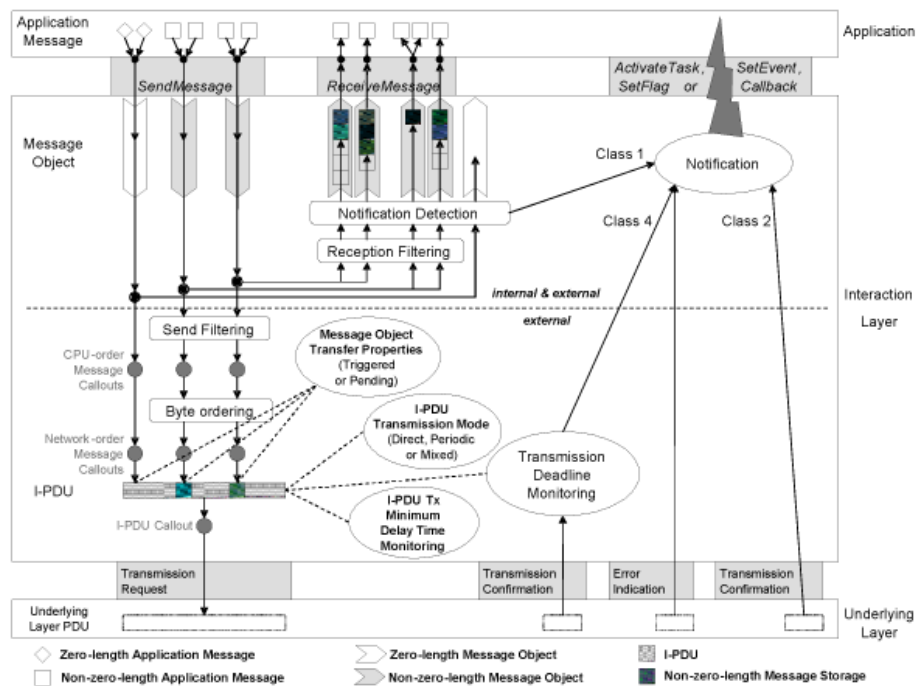 Application
Message
Application
SendMessage
ReceiveMessage
ActivateTask, SetEvent,
SetFlag or Callback
Message
Object
Class 1
Notification
Notification Detection
Class 4
Class 2
Reception Filtering
internal & external
external
Interaction
Layer
Send Filtering
Message Object
Transfer Properties
(Triggered
or Pending)
CPU-order
Message
Callouts
Byte ordering
I-PDU
Transmission Mode
(Direct, Periodic
or Mixed)
Network-order
Message
Callouts
Transmission
Deadline
Monitoring
I-PDU
I-PDU Tx
Minimum
Delay Time
Monitoring
I-PDU Callout
Transmission
Request
Transmission
Confirmation
Error
Indication
Transmission
Confirmation
Underlying
Layer PDU
Underlying
Layer
Zero-length Application Message
Zero-length Message Object
I-PDU
Non-zero-length Application Message
Non-zero-length Message Object
Non-zero-length Message Storage